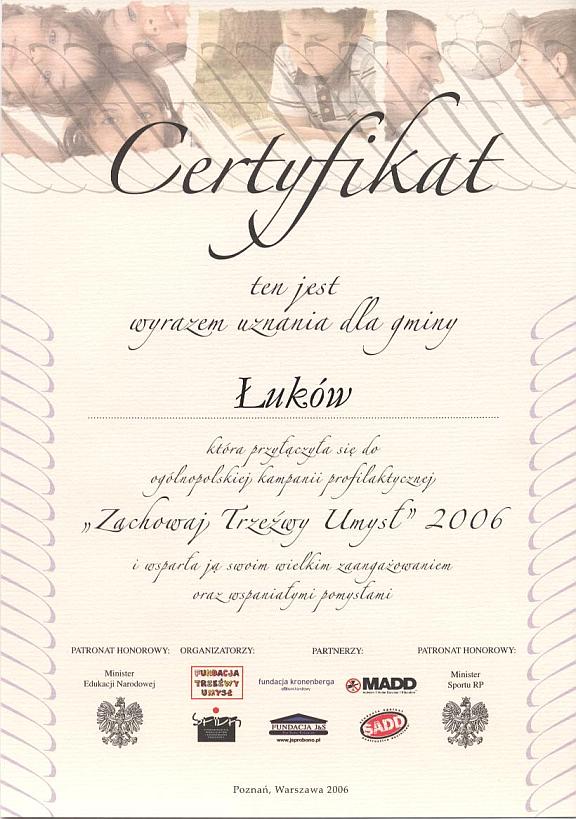 Certyfikat
ten jest
wyrazem uznania dla gminy
Łuków
która przyłączyła się do
ogólnopolskiej kampanii profilaktycznej
„Zachowaj Trzeźwy Umysł” 2006
i wsparła ją swoim wielkim zaangażowaniem
oraz wspaniałymi pomysłami
PATRONAT HONOROWY: ORGANIZATORZY: PARTNERZY: PATRONAT HONOROWY:
Minister
Edukacji Narodowej
FUNDACJA
TRZEŹWY
UMYSŁ
fundacja kronenberga
MADD
Minister
Sportu RP
FUNDACJA J&S
www.jsprobono.pl
SADD
Poznań, Warszawa 2006